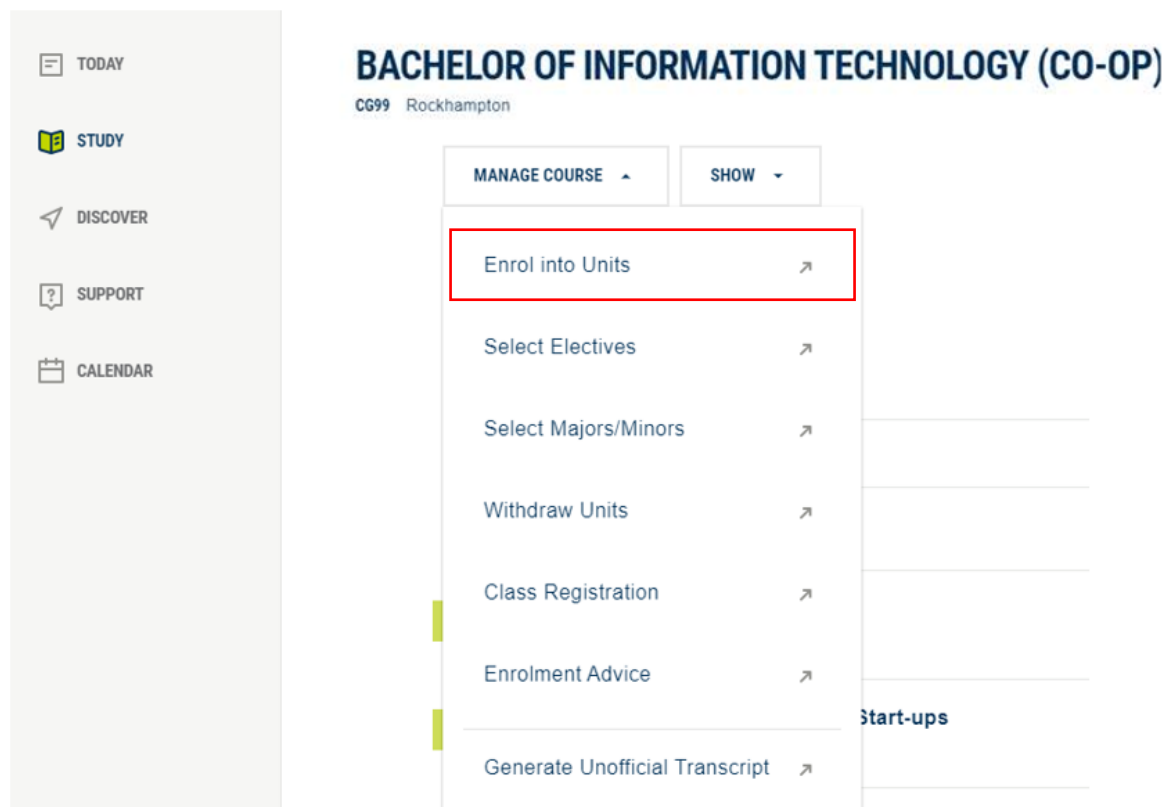 TODAY
STUDY
DISCOVER
SUPPORT
CALENDAR
BACHELOR OF INFORMATION TECHNOLOGY (CO-OP)
CG99 Rockhampton
MANAGE COURSE SHOW
Enrol into Units
Select Electives
Select Majors/Minors
Withdraw Units
Class Registration
Enrolment Advice
Start-ups
Generate Unofficial Transcript